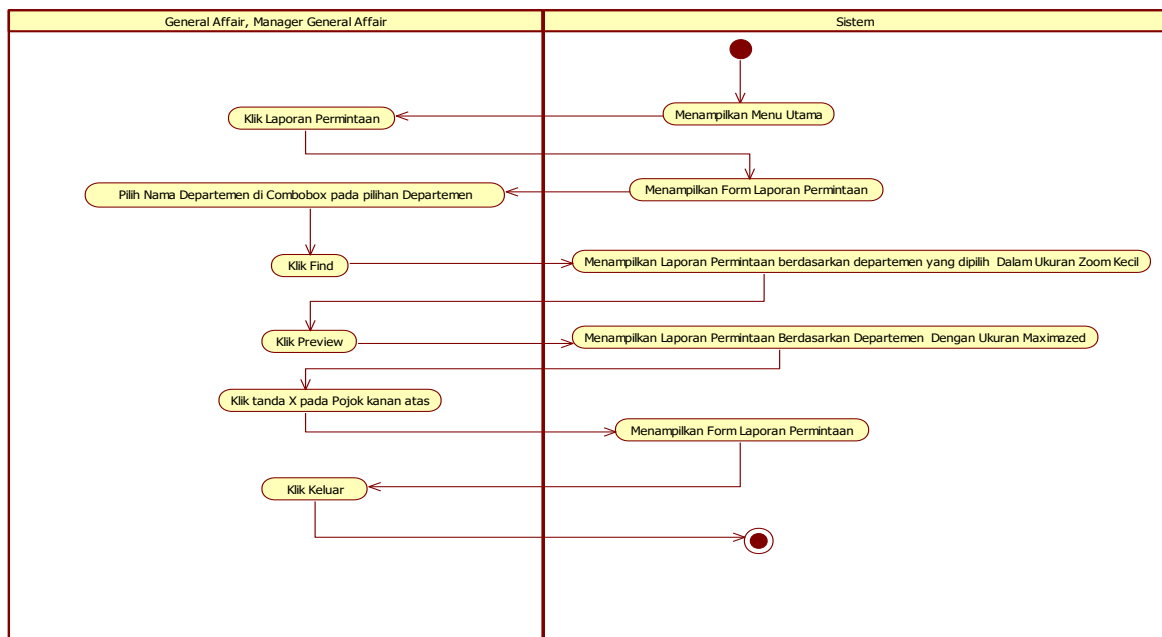 General Affair, Manager General Affair
Sistem
Menampilkan Menu Utama
Klik Laporan Permintaan
Menampilkan Form Laporan Permintaan
Pilih Nama Departemen di Combobox pada pilihan Departemen
Klik Find
Menampilkan Laporan Permintaan berdasarkan departemen yang dipilih Dalam Ukuran Zoom Kecil
Klik Preview
Menampilkan Laporan Permintaan Berdasarkan Departemen Dengan Ukuran Maximazed
Klik tanda X pada Pojok kanan atas
Menampilkan Form Laporan Permintaan
Klik Keluar